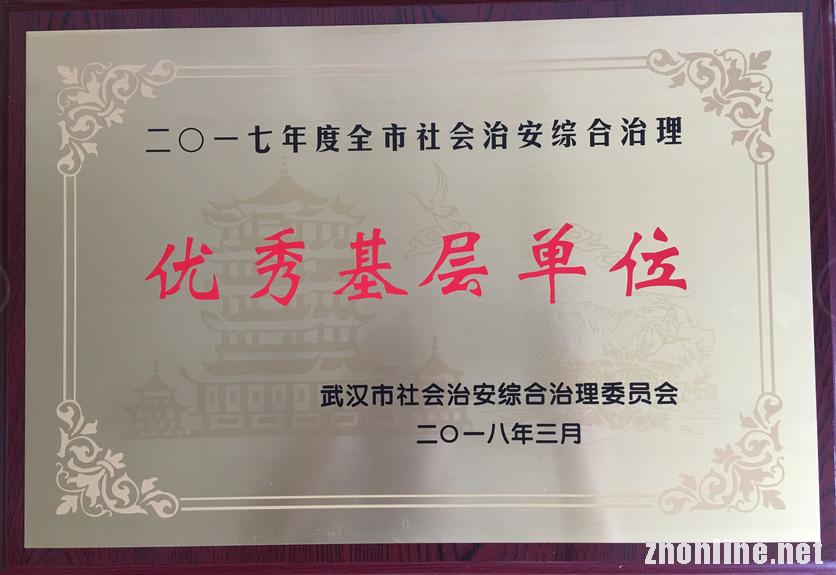 二〇一七年度全市社会治安综合治理
优秀基层单位
武汉市社会治安综合治理委员会
二〇一八年三月
znonline.net